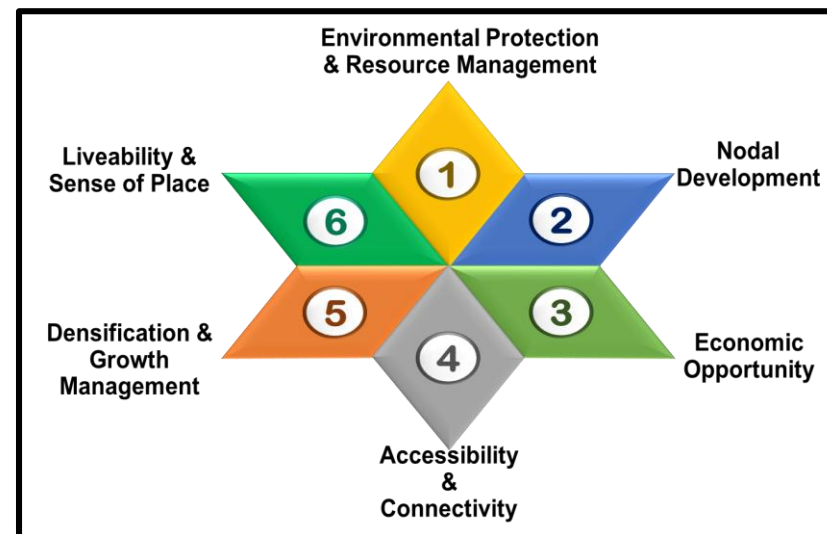 Environmental Protection
& Resource Management
1
Nodal
Development
2
Economic
Opportunity
3
Accessibility
&
Connectivity
4
Densification &
Growth
Management
5
Liveability &
Sense of Place
6